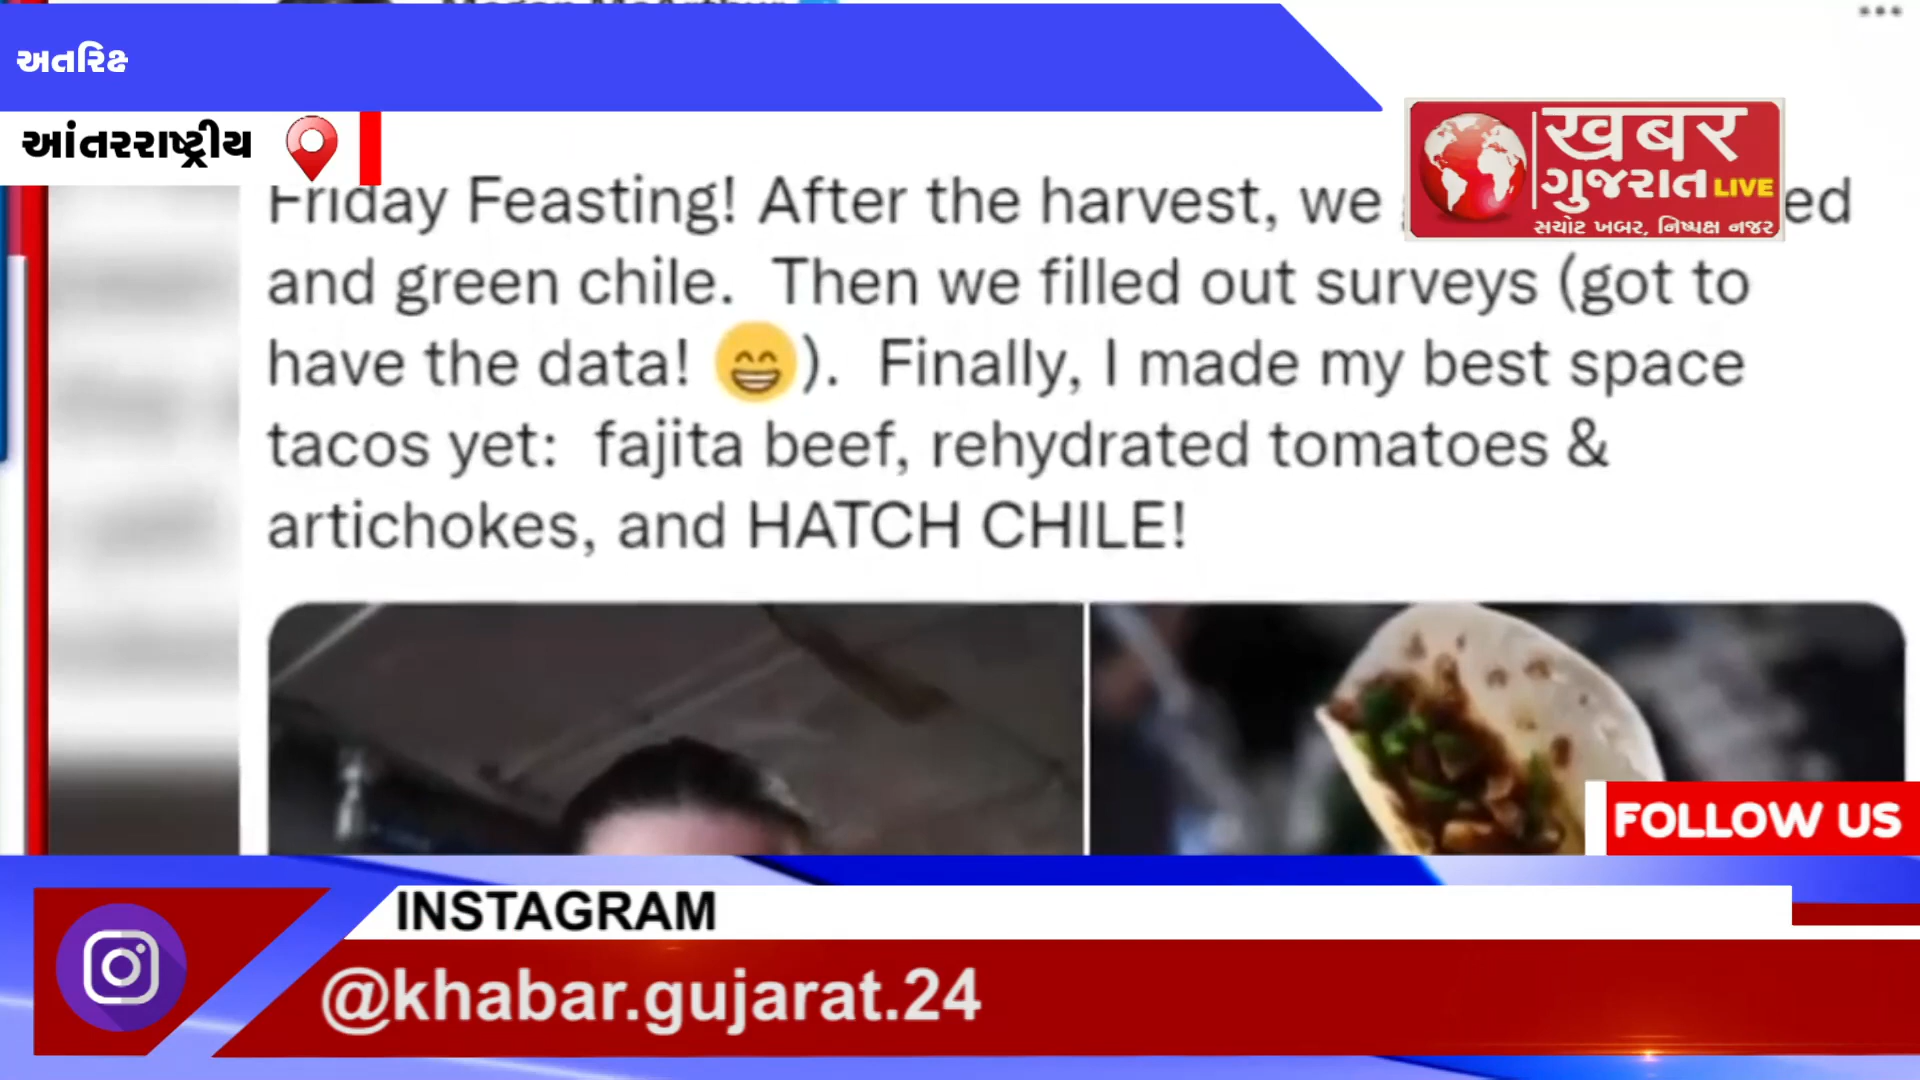 અતરિક્ષ
આંતરરાષ્ટ્રીય
ખબર
ગુજરાત LIVE
સચોટ ખબર, નિષ્પક્ષ નજર
Friday Feasting! After the harvest, we ed
and green chile. Then we filled out surveys (got to
have the data! 😁). Finally, I made my best space
tacos yet: fajita beef, rehydrated tomatoes &
artichokes, and HATCH CHILE!
FOLLOW US
INSTAGRAM
@khabar.gujarat.24